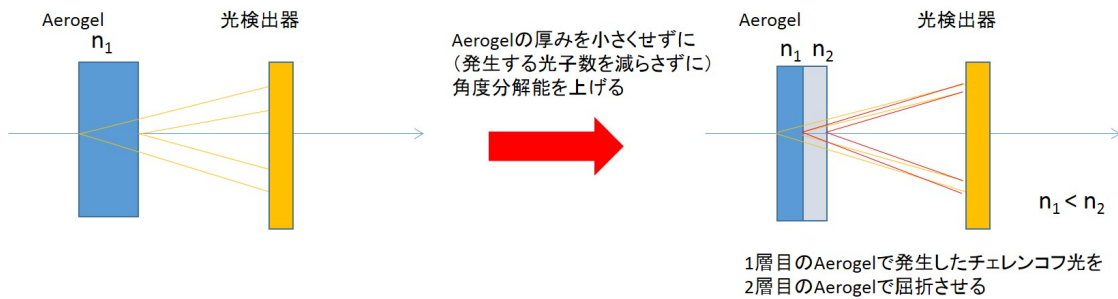 Aerogel
n1
光検出器
Aerogelの厚みを小さくせずに
（発生する光子数を減らさずに）
角度分解能を上げる
Aerogel
n1 n2
光検出器
n1 < n2
1層目のAerogelで発生したチェレンコフ光を
2層目のAerogelで屈折させる